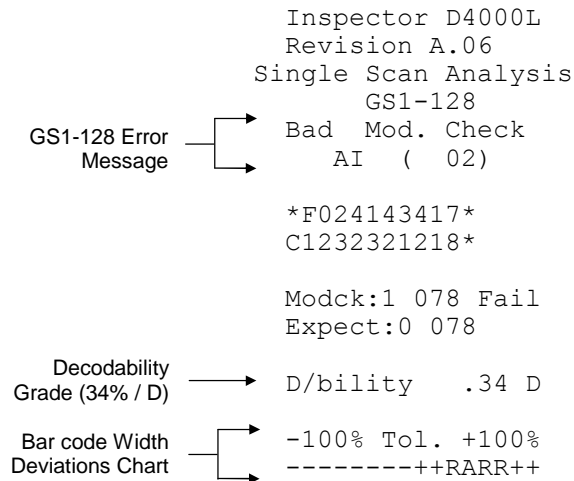 Inspector D4000L
Revision A.06
Single Scan Analysis
GS1-128
GS1-128 Error
Message
Bad  Mod. Check
AI  (  02)
*F024143417*
C1232321218*
Modck:1 078 Fail
Expect:0 078
Decodability
Grade (34% / D)
D/bility   .34 D
Bar code Width
Deviations Chart
-100% Tol. +100%
--------++RARR++